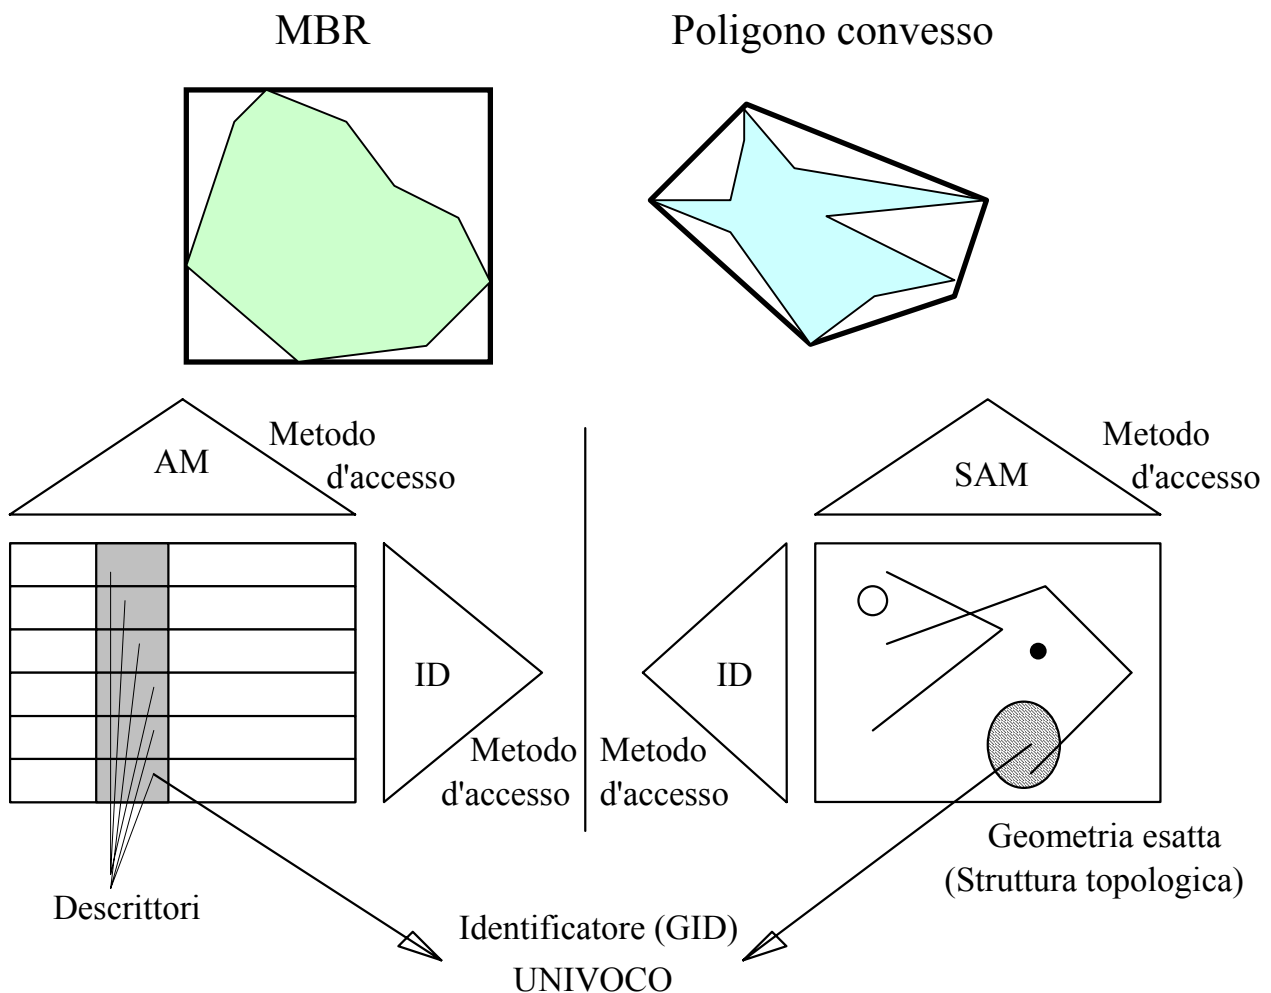 MBR
Poligono convesso
AM
Metodo
d'accesso
SAM
Metodo
d'accesso
ID
Metodo
d'accesso
ID
Metodo
d'accesso
Geometria esatta
(Struttura topologica)
Descrittori
Identificatore (GID)
UNIVOCO